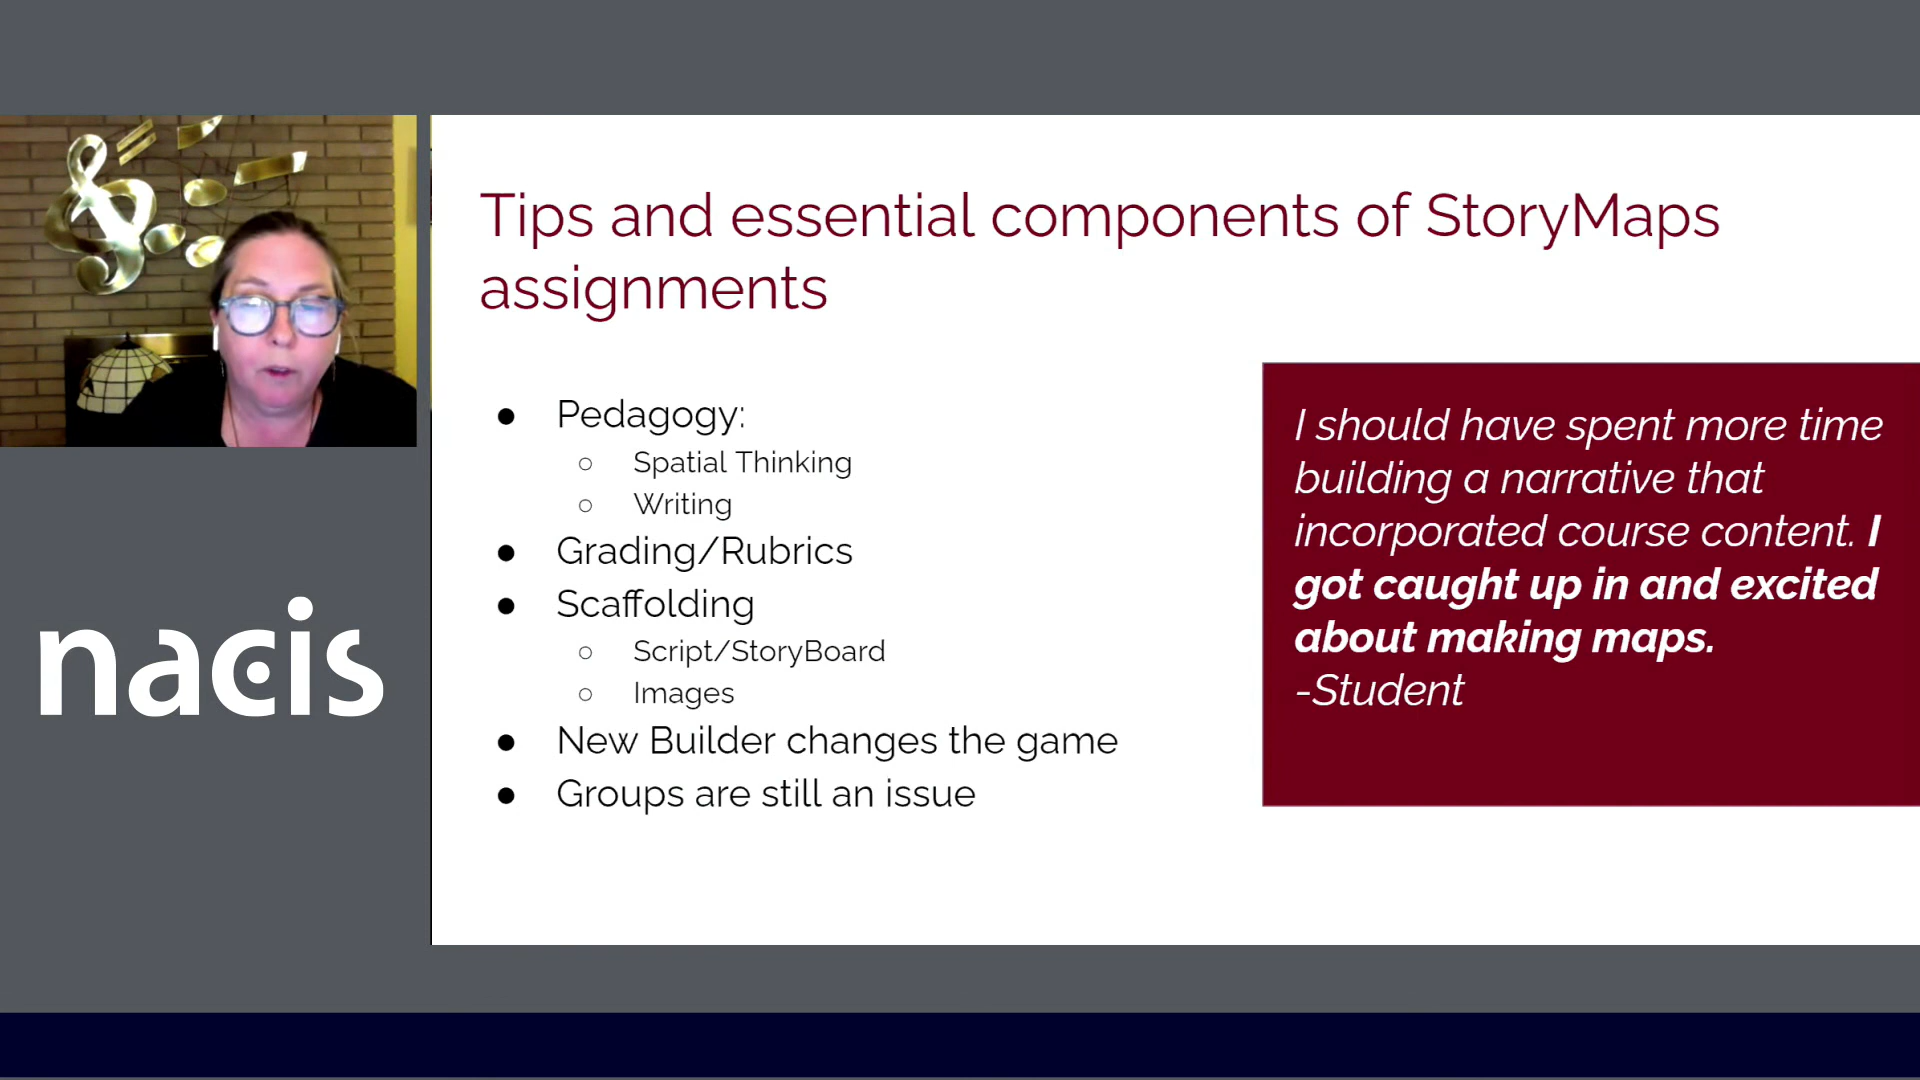 Tips and essential components of StoryMaps
assignments
● Pedagogy:
○ Spatial Thinking
○ Writing
● Grading/Rubrics
● Scaffolding
○ Script/StoryBoard
○ Images
● New Builder changes the game
● Groups are still an issue
I should have spent more time
building a narrative that
incorporated course content. I
got caught up in and excited
about making maps.
-Student
nacis